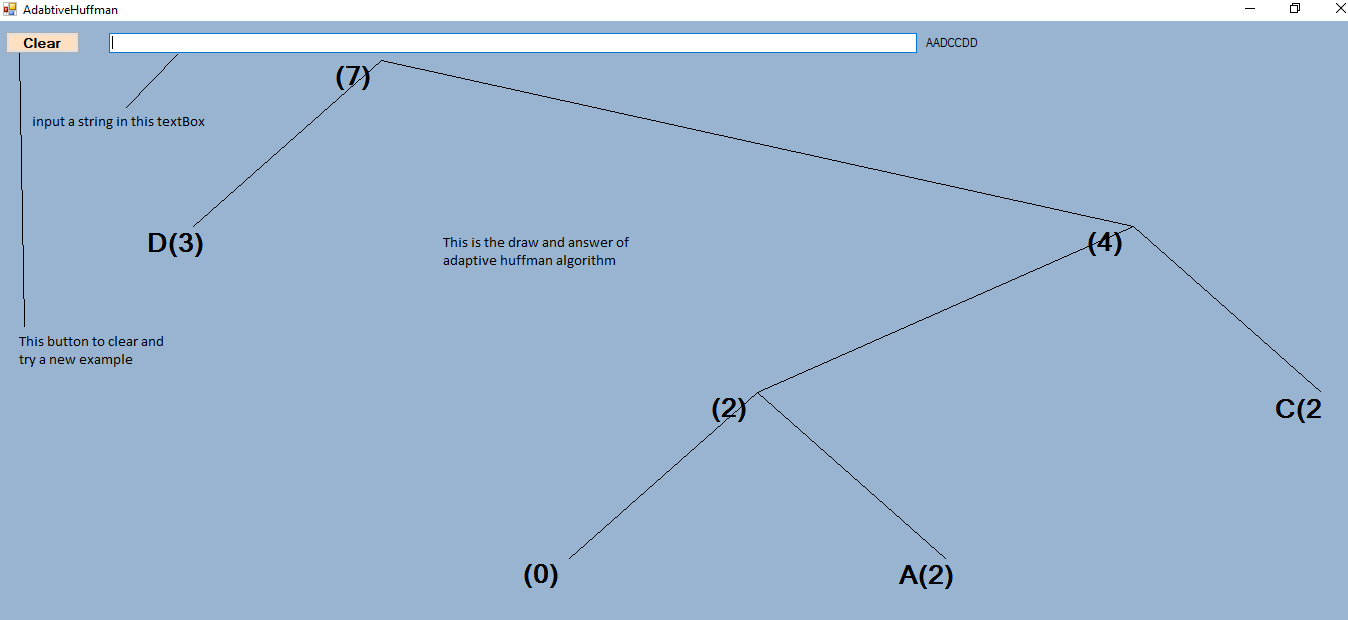 AdabtiveHuffman
Clear
AADCCDD
(7)
input a string in this textBox
D(3)
This is the draw and answer of
adaptive huffman algorithm
(4)
This button to clear and
try a new example
(2)
C(2
(0)
A(2)